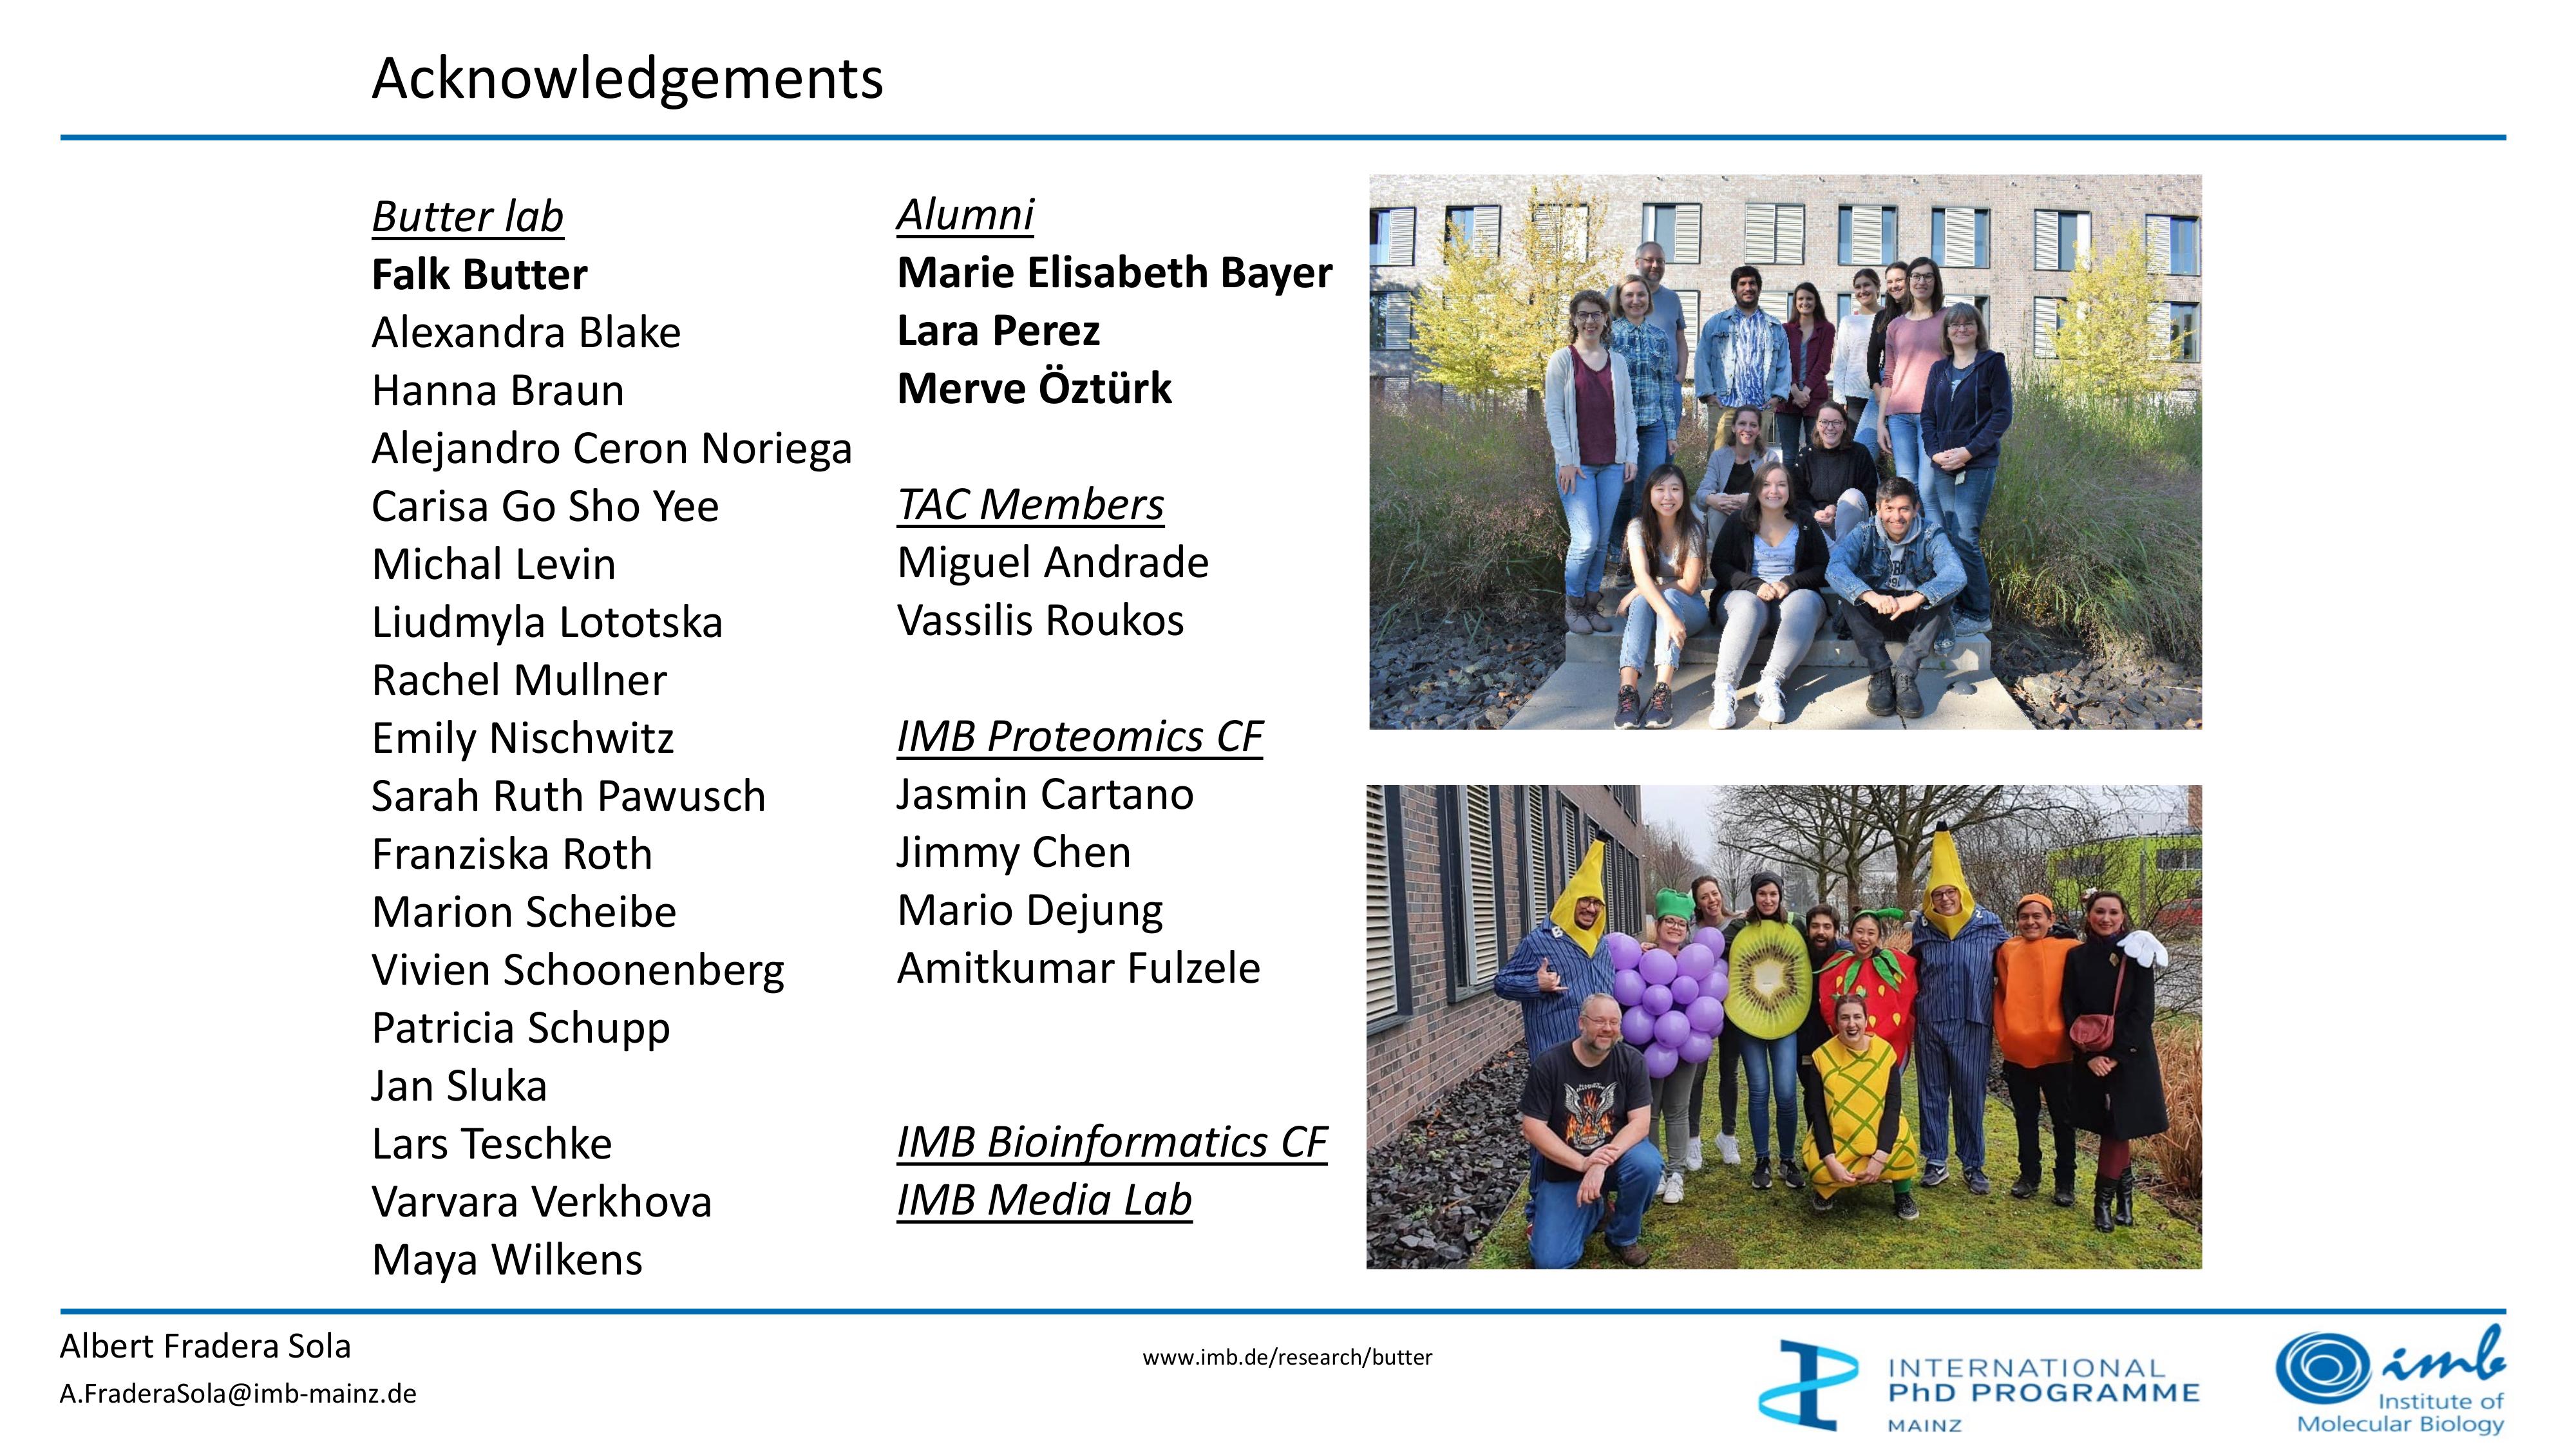 Acknowledgements
Butter lab
Falk Butter
Alexandra Blake
Hanna Braun
Alejandro Ceron Noriega
Carisa Go Sho Yee
Michal Levin
Liudmyla Lototska
Rachel Mullner
Emily Nischwitz
Sarah Ruth Pawusch
Franziska Roth
Marion Scheibe
Vivien Schoonenberg
Patricia Schupp
Jan Sluka
Lars Teschke
Varvara Verkhova
Maya Wilkens
Alumni
Marie Elisabeth Bayer
Lara Perez
Merve Öztürk
TAC Members
Miguel Andrade
Vassilis Roukos
IMB Proteomics CF
Jasmin Cartano
Jimmy Chen
Mario Dejung
Amitkumar Fulzele
IMB Bioinformatics CF
IMB Media Lab
Albert Fradera Sola
A.FraderaSola@imb-mainz.de
www.imb.de/research/butter
INTERNATIONAL
PhD PROGRAMME
MAINZ
imb
Institute of
Molecular Biology